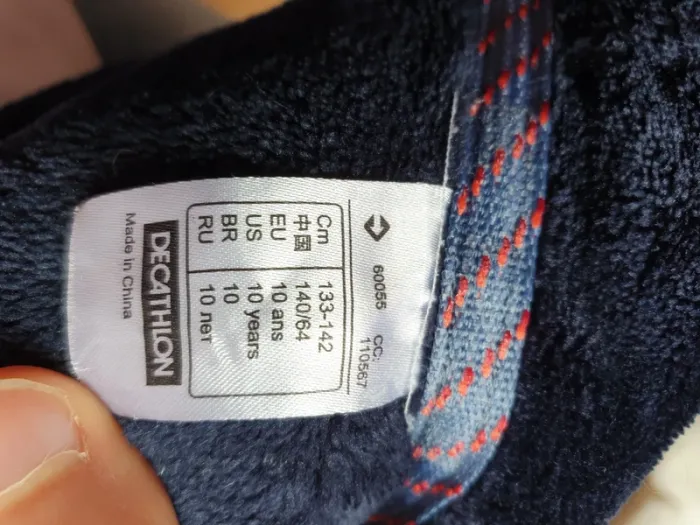 60055 CC:
110567
Cm 133-142
中國 140/64
EU 10 ans
US 10 years
BR 10
RU 10 лет
DECATHLON
Made in China